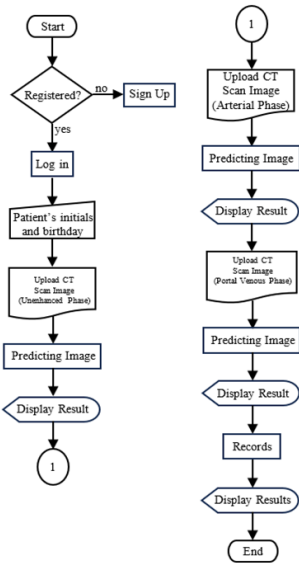 Start
Registered?
no
Sign Up
yes
Log in
Patient's initials
and birthday
Upload CT
Scan Image
(Unenhanced Phase)
Predicting Image
Display Result
1
1
Upload CT
Scan Image
(Arterial Phase)
Predicting Image
Display Result
Upload CT
Scan Image
(Portal Venous Phase)
Predicting Image
Display Result
Records
Display Results
End